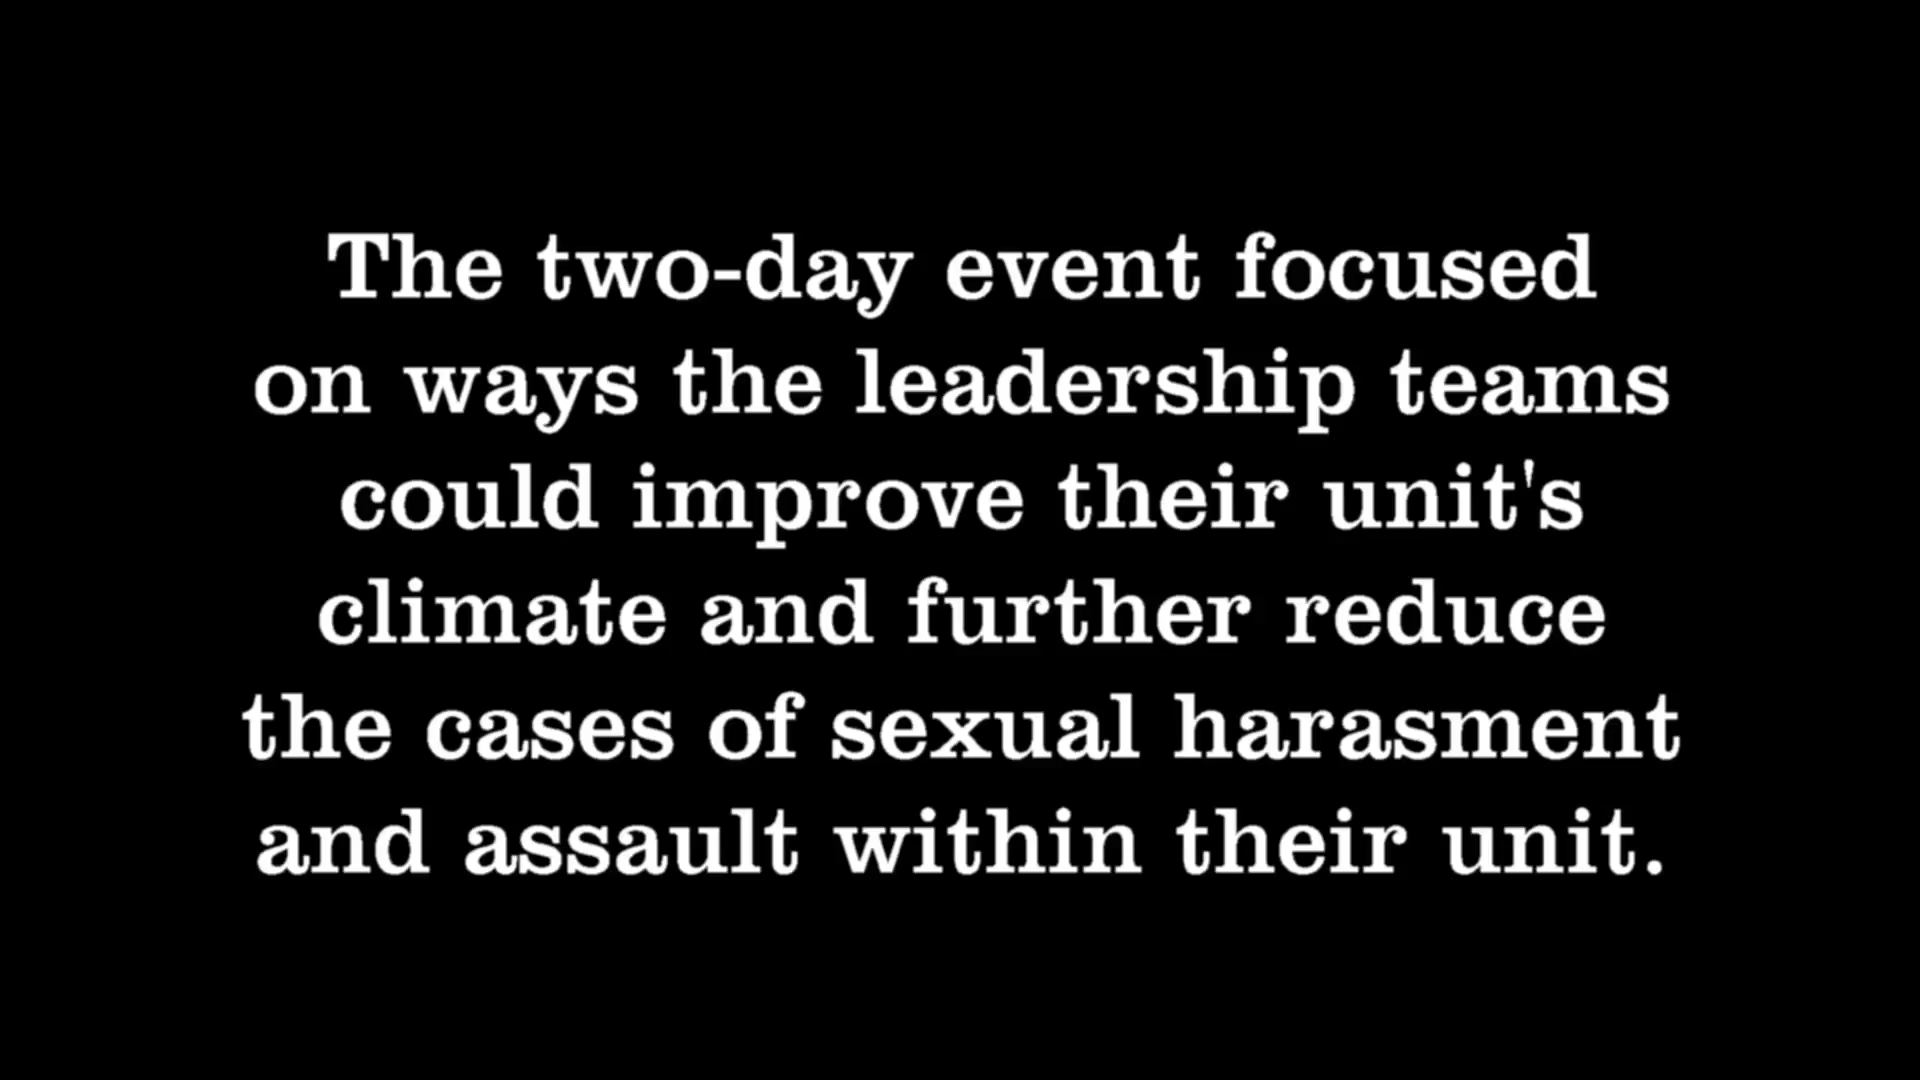 The two-day event focused
on ways the leadership teams
could improve their unit's
climate and further reduce
the cases of sexual harasment
and assault within their unit.